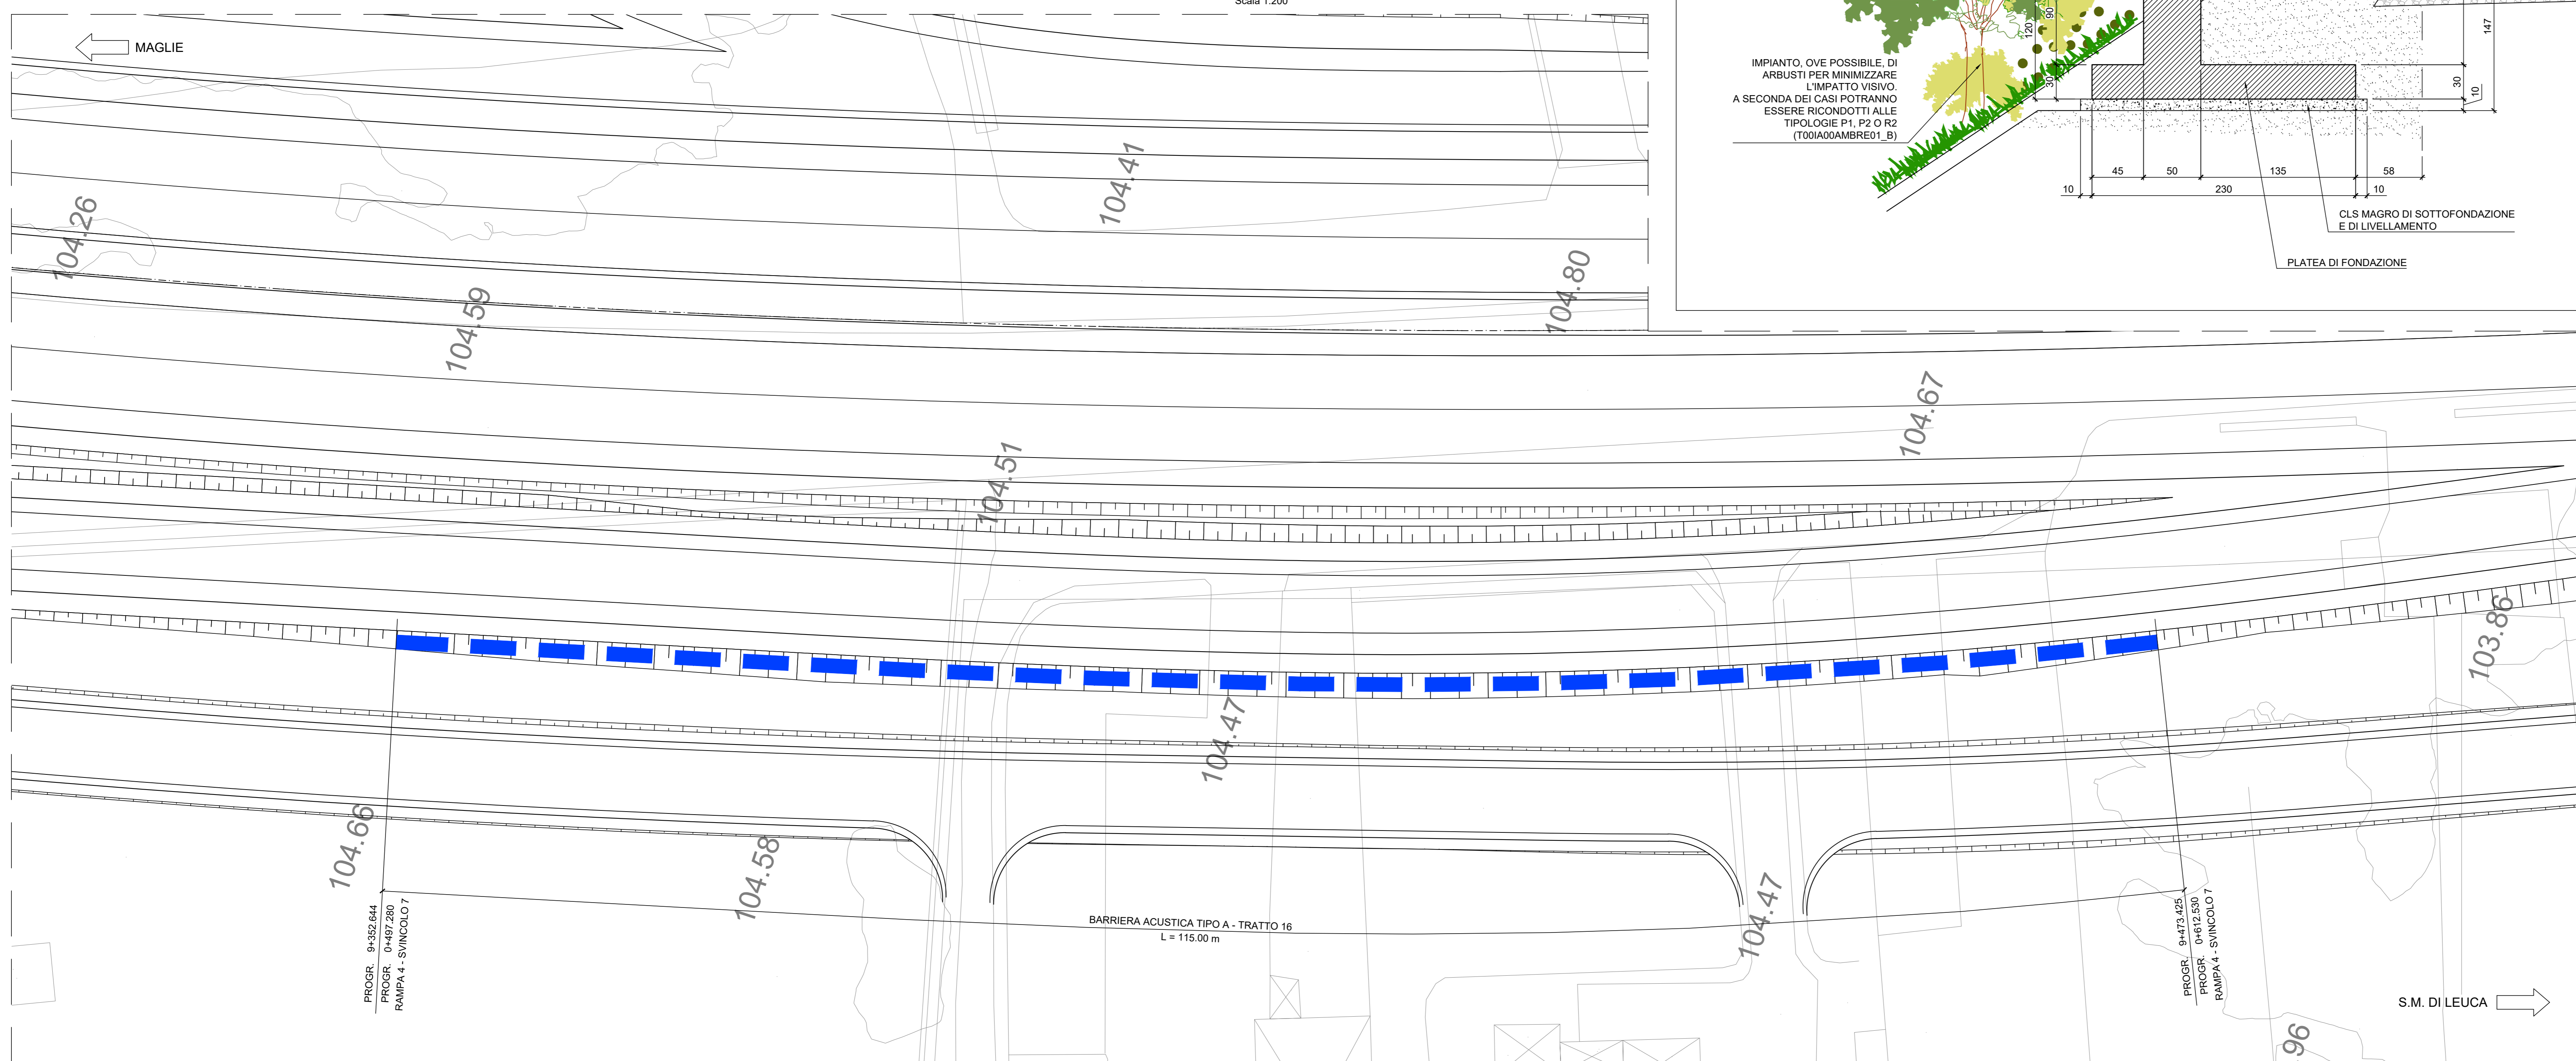 Scala 1:200
MAGLIE
IMPIANTO, OVE POSSIBILE, DI
ARBUSTI PER MINIMIZZARE
L'IMPATTO VISIVO.
A SECONDA DEI CASI POTRANNO
ESSERE RICONDOTTI ALLE
TIPOLOGIE P1, P2 O R2
(T00IA00AMBRE01_B)
120
90
30
147
30
10
45
50
135
58
10
230
10
CLS MAGRO DI SOTTOFONDAZIONE
E DI LIVELLAMENTO
PLATEA DI FONDAZIONE
104.26
104.41
104.59
104.80
104.67
104.51
103.86
104.47
104.66
104.58
104.47
96
BARRIERA ACUSTICA TIPO A - TRATTO 16
L = 115.00 m
PROGR. 9+352.644
PROGR. 0+497.280
RAMPA 4 - SVINCOLO 7
PROGR. 9+473.425
PROGR. 0+612.530
RAMPA 4 - SVINCOLO 7
S.M. DI LEUCA